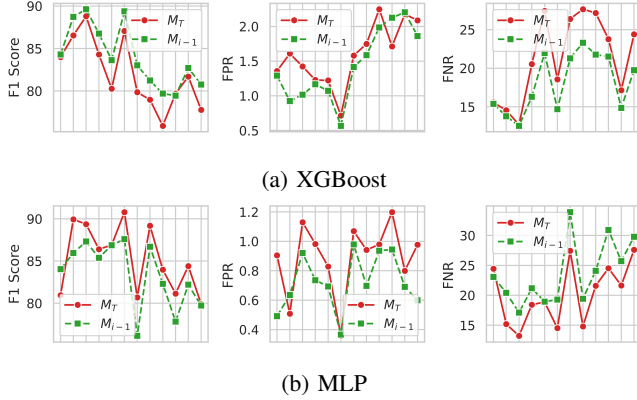 F1 Score
90
85
80
M_T
M_{i−1}
FPR
2.0
1.5
1.0
0.5
M_T
M_{i−1}
FNR
25
20
15
M_T
M_{i−1}
(a) XGBoost
F1 Score
90
85
80
M_T
M_{i−1}
FPR
1.2
1.0
0.8
0.6
0.4
M_T
M_{i−1}
FNR
30
25
20
15
M_T
M_{i−1}
(b) MLP